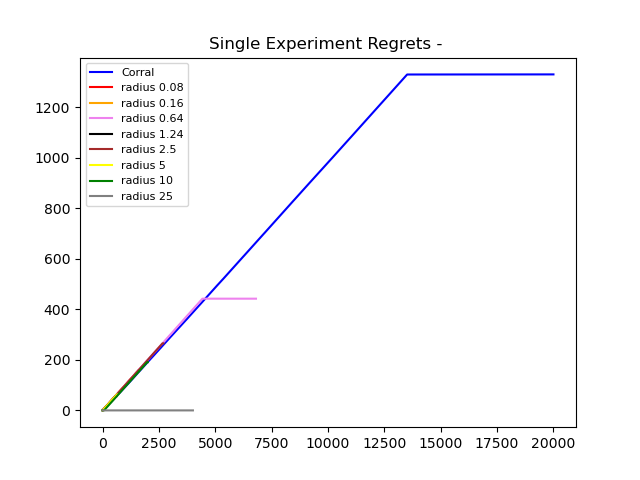 Single Experiment Regrets -
Corral
radius 0.08
radius 0.16
radius 0.64
radius 1.24
radius 2.5
radius 5
radius 10
radius 25
1200
1000
800
600
400
200
0
0 2500 5000 7500 10000 12500 15000 17500 20000